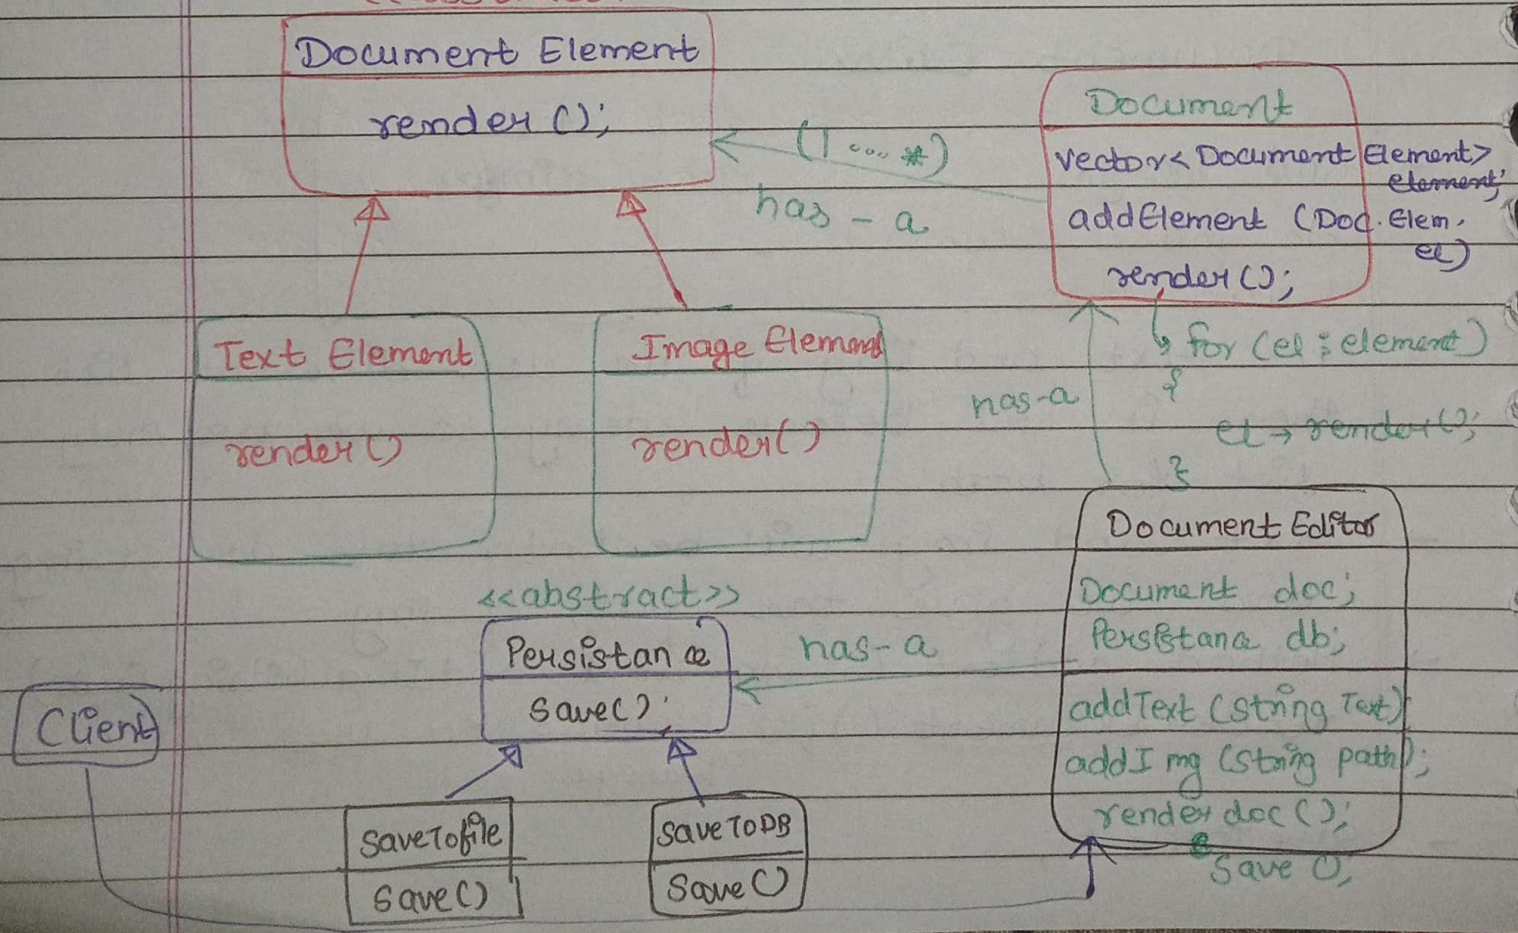 Document Element
render();
Document
vector<Document Element>
element;
addElement (Doc. Elem.
el)
render();
(1 .... *)
has - a
Text Element
render()
Image Element
render()
for (el : element)
{
el → render();
}
has-a
<<abstract>>
Persistance
save();
has-a
Document Editor
Document doc;
Persistance db;
addText (string Text)
addImg (string path);
renderdoc ();
save ();
Client
SaveTofile
save()
SaveToDB
save()